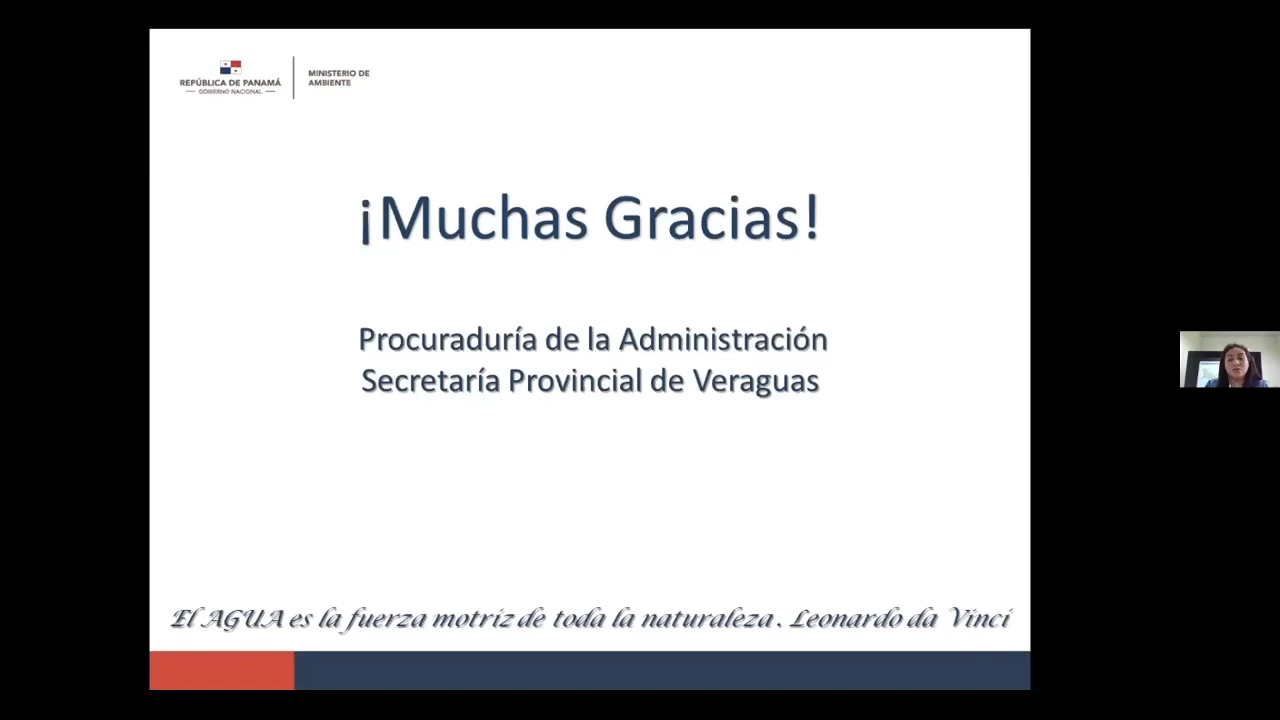 REPÚBLICA DE PANAMÁ
GOBIERNO NACIONAL
MINISTERIO DE
AMBIENTE
¡Muchas Gracias!
Procuraduría de la Administración
Secretaría Provincial de Veraguas
El AGUA es la fuerza motriz de toda la naturaleza. Leonardo da Vinci